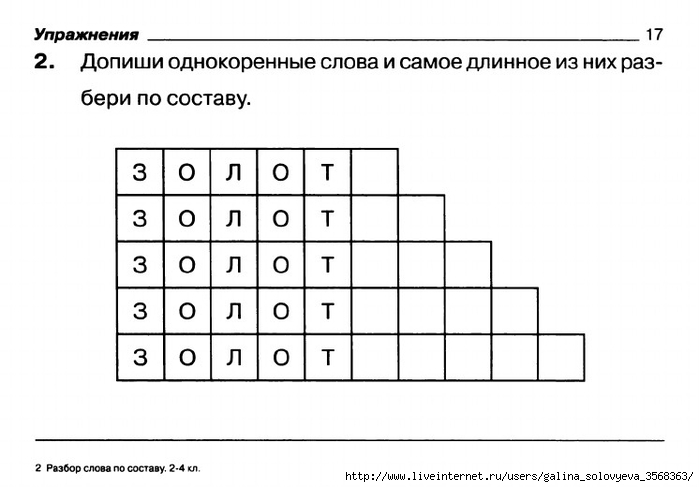 Упражнения 17
2. Допиши однокоренные слова и самое длинное из них раз-
бери по составу.
З О Л О Т
З О Л О Т
З О Л О Т
З О Л О Т
З О Л О Т
2 Разбор слова по составу. 2-4 кл.
http://www.liveinternet.ru/users/galina_solovyeva_3568363/